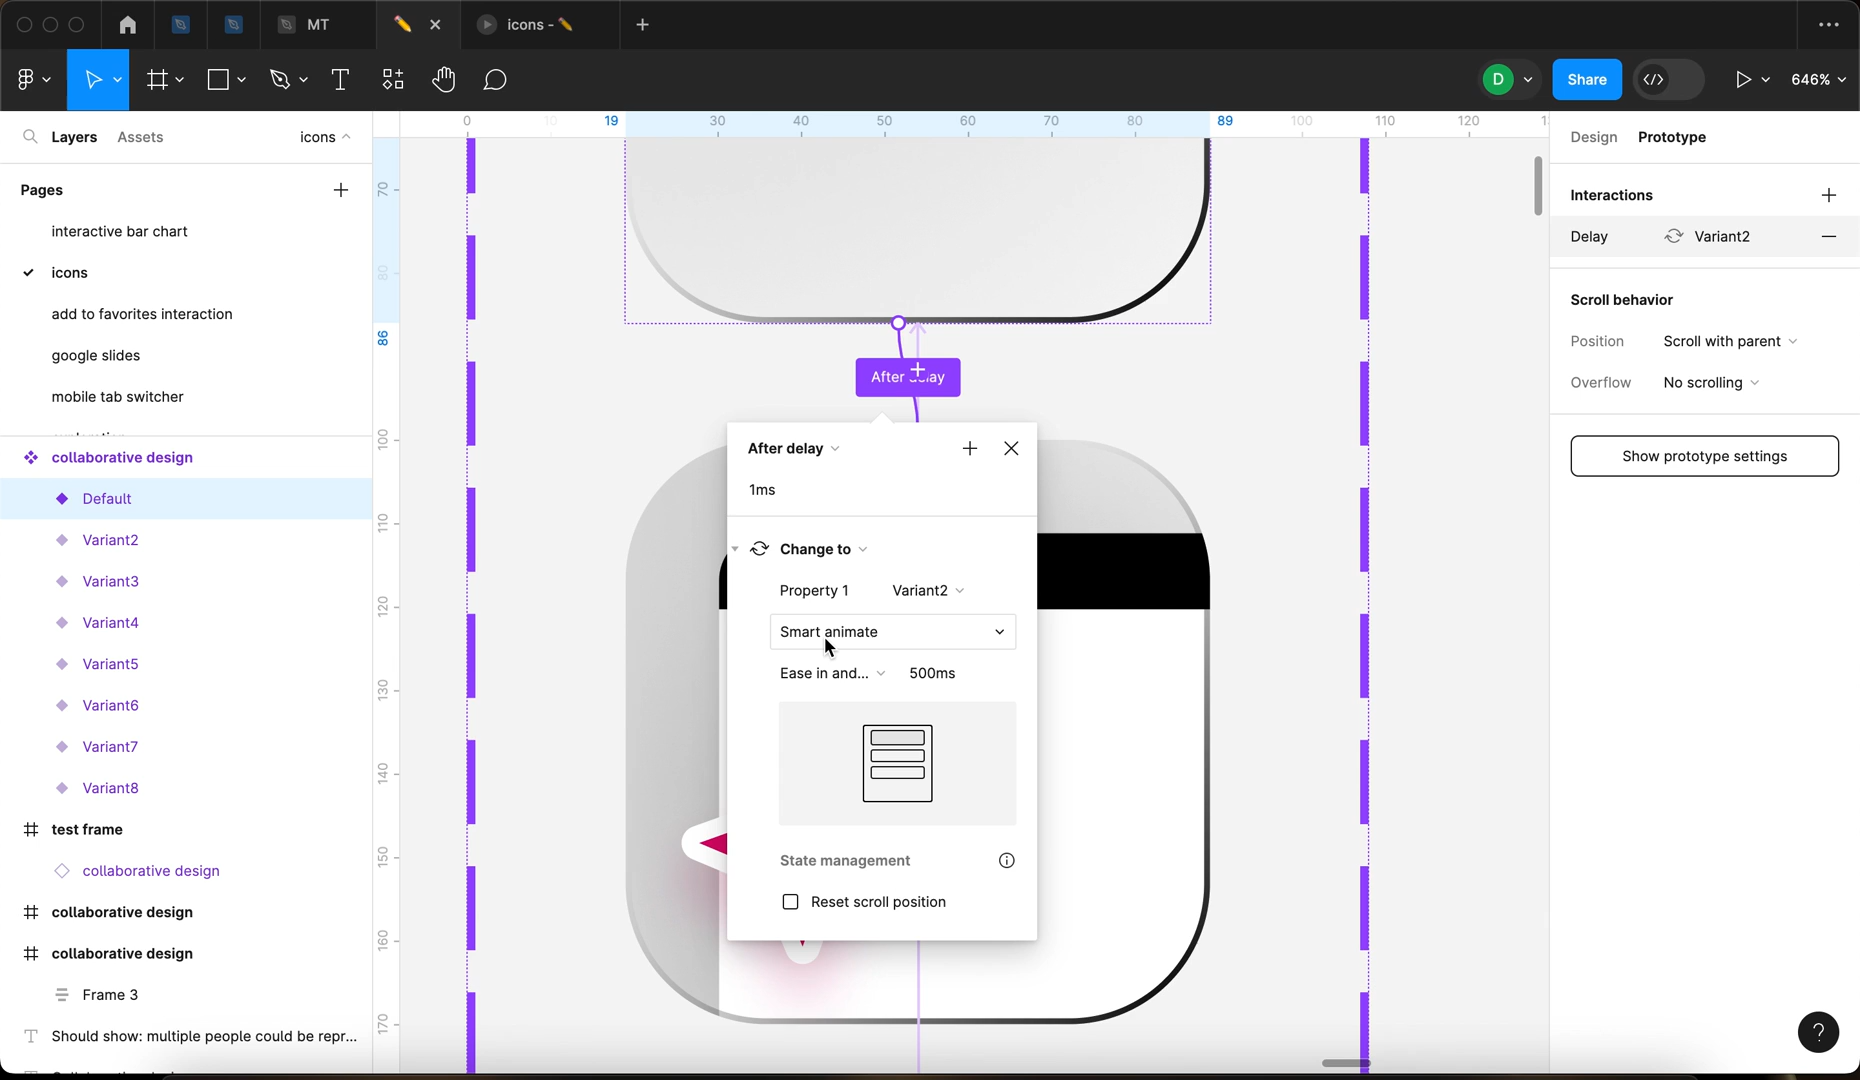 MT
icons -
D
Share
646%
Layers
Assets
icons
0
10
19
30
40
50
60
70
80
89
100
110
120
Design
Prototype
Pages
interactive bar chart
icons
add to favorites interaction
google slides
mobile tab switcher
collaborative design
Default
Variant2
Variant3
Variant4
Variant5
Variant6
Variant7
Variant8
test frame
collaborative design
collaborative design
collaborative design
Frame 3
Should show: multiple people could be repr...
70
80
86
100
110
120
130
140
150
160
170
After delay
After delay
1ms
Change to
Property 1
Variant2
Smart animate
Ease in and...
500ms
State management
Reset scroll position
Interactions
Delay
Variant2
Scroll behavior
Position
Scroll with parent
Overflow
No scrolling
Show prototype settings
?